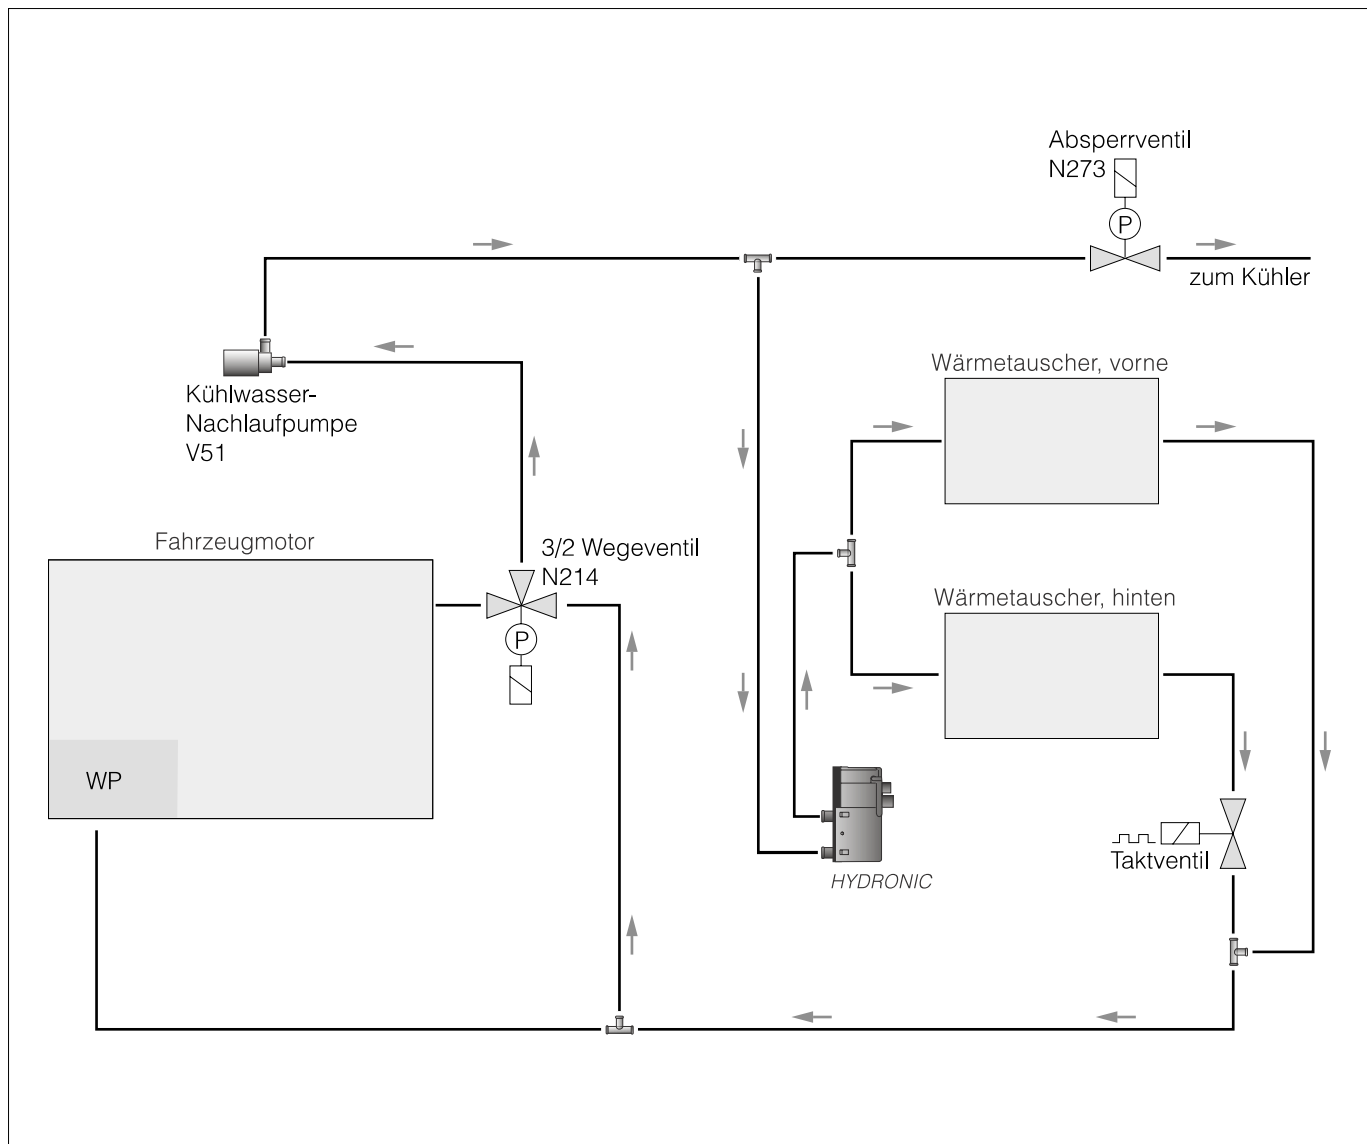 Absperrventil
N273
P
zum Kühler
Wärmetauscher, vorne
Kühlwasser-
Nachlaufpumpe
V51
Fahrzeugmotor
3/2 Wegeventil
N214
P
Wärmetauscher, hinten
WP
Taktventil
HYDRONIC